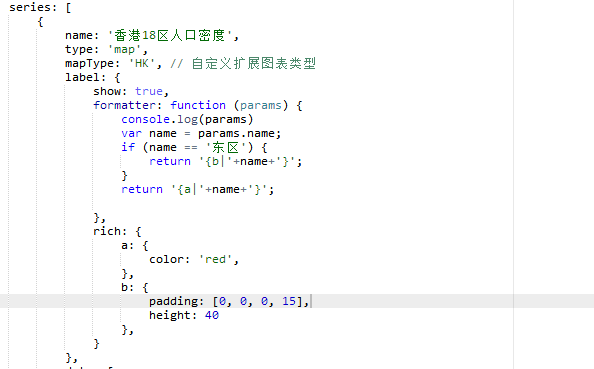 series: [
{
name: '香港18区人口密度',
type: 'map',
mapType: 'HK', // 自定义扩展图表类型
label: {
show: true,
formatter: function (params) {
console.log(params)
var name = params.name;
if (name == '东区') {
return '{b|'+name+'}';
}
return '{a|'+name+'}';
},
rich: {
a: {
color: 'red',
},
b: {
padding: [0, 0, 0, 15],
height: 40
},
}
},